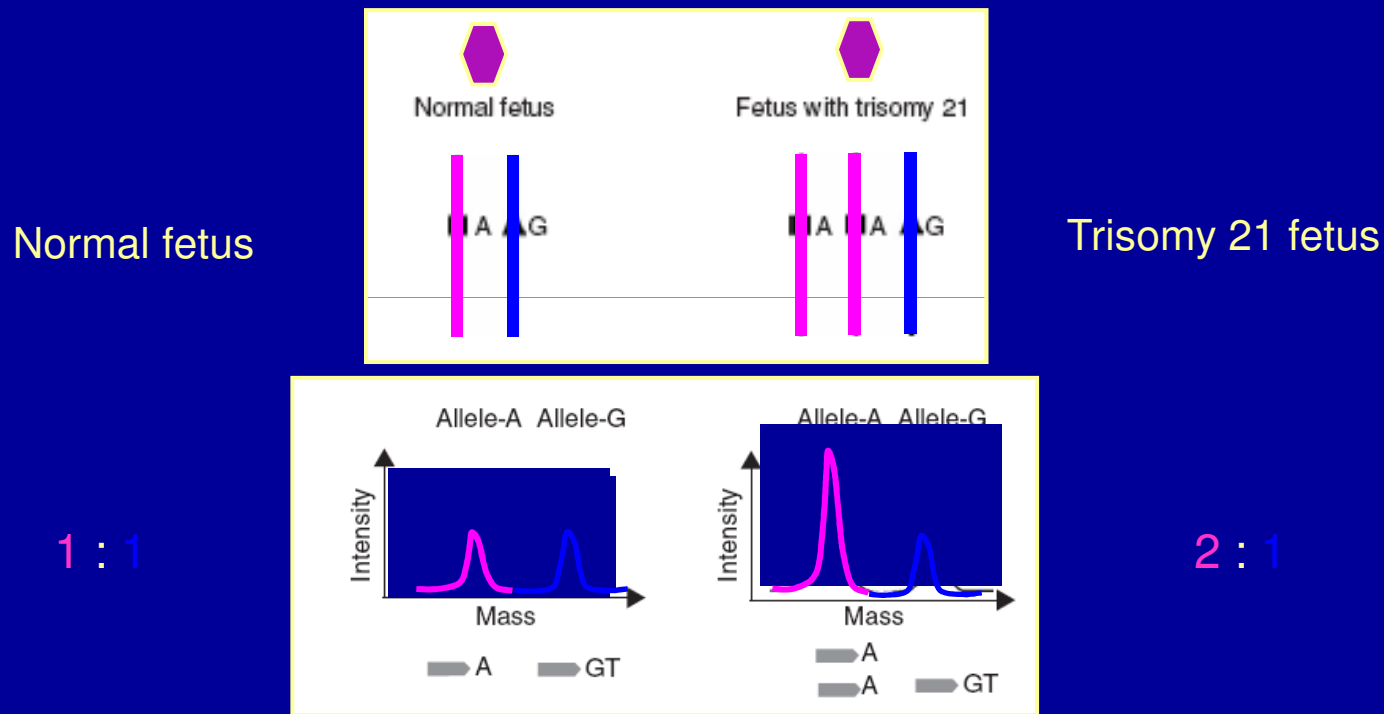 Normal fetus
Fetus with trisomy 21
A G
A A G
Normal fetus
Trisomy 21 fetus
Allele-A Allele-G
Allele-A Allele-G
Intensity
Intensity
1 : 1
2 : 1
Mass
Mass
A
GT
A
A
GT